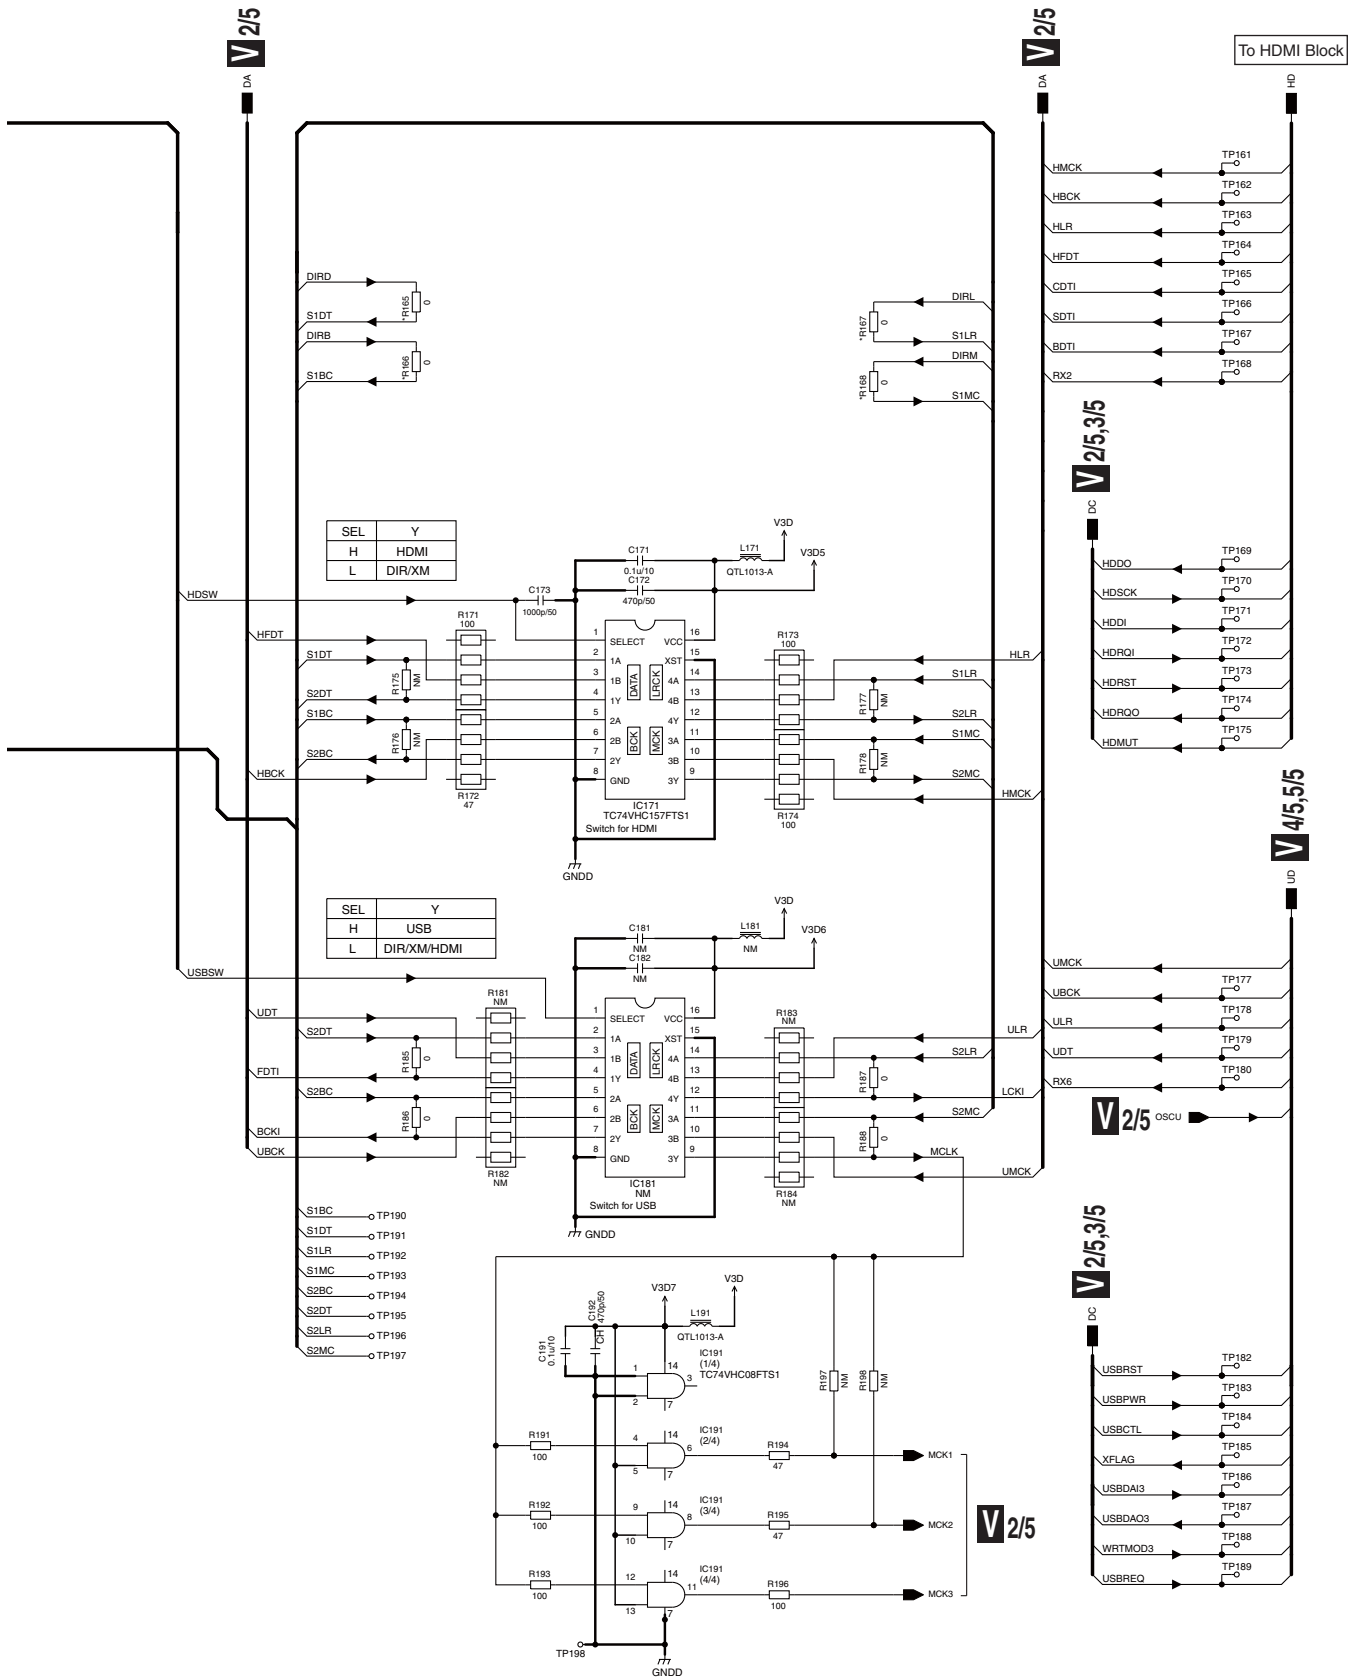 V 2/5
V 2/5
To HDMI Block
DA
DA
HD
HMCK
TP161
HBCK
TP162
HLR
TP163
HFDT
TP164
CDTI
TP165
SDTI
TP166
BDTI
TP167
RX2
TP168
DIRD
*R165
0
S1DT
DIRB
*R166
0
S1BC
DIRL
*R167
0
S1LR
DIRM
*R168
0
S1MC
V 2/5,3/5
DC
HDDO
TP169
HDSCK
TP170
HDDI
TP171
HDRQI
TP172
HDRST
TP173
HDRQO
TP174
HDMUT
TP175
SEL Y
H HDMI
L DIR/XM
V3D
C171
0.1u/10
L171
QTL1013-A
V3D5
C172
470p/50
HDSW
C173
1000p/50
HFDT
R171
100
S1DT
R175
NM
S2DT
S1BC
R176
NM
S2BC
HBCK
R172
47
1 SELECT VCC 16
2 1A XST 15
3 1B DATA LRCK 4A 14
4 1Y 4B 13
5 2A 4Y 12
6 2B BCK MCK 3A 11
7 2Y 3B 10
8 GND 3Y 9
IC171
TC74VHC157FTS1
Switch for HDMI
GNDD
R173
100
HLR
S1LR
R177
NM
S2LR
S1MC
R178
NM
S2MC
HMCK
R174
100
V 4/5,5/5
UD
SEL Y
H USB
L DIR/XM/HDMI
V3D
C181
NM
L181
NM
V3D6
C182
NM
USBSW
UDT
R181
NM
S2DT
R185
0
FDTI
S2BC
R186
0
BCKI
UBCK
R182
NM
1 SELECT VCC 16
2 1A XST 15
3 1B DATA LRCK 4A 14
4 1Y 4B 13
5 2A 4Y 12
6 2B BCK MCK 3A 11
7 2Y 3B 10
8 GND 3Y 9
IC181
NM
Switch for USB
GNDD
R183
NM
ULR
S2LR
R187
0
LCKI
S2MC
R188
0
MCLK
UMCK
R184
NM
UMCK
UBCK
TP177
ULR
TP178
UDT
TP179
RX6
TP180
V 2/5 OSCU
S1BC TP190
S1DT TP191
S1LR TP192
S1MC TP193
S2BC TP194
S2DT TP195
S2LR TP196
S2MC TP197
V3D7
V3D
C191
0.1u/10
C192
470p/50
CH
L191
QTL1013-A
IC191
(1/4)
TC74VHC08FTS1
1
2
14
3
7
R197
NM
R198
NM
R191
100
4
5
14
6
7
IC191
(2/4)
R194
47
MCK1
R192
100
9
10
14
8
7
IC191
(3/4)
R195
47
MCK2
V 2/5
R193
100
12
13
14
11
7
IC191
(4/4)
R196
100
MCK3
TP198
GNDD
V 2/5,3/5
DC
USBRST
TP182
USBPWR
TP183
USBCTL
TP184
XFLAG
TP185
USBDAI3
TP186
USBDAO3
TP187
WRTMOD3
TP188
USBREQ
TP189